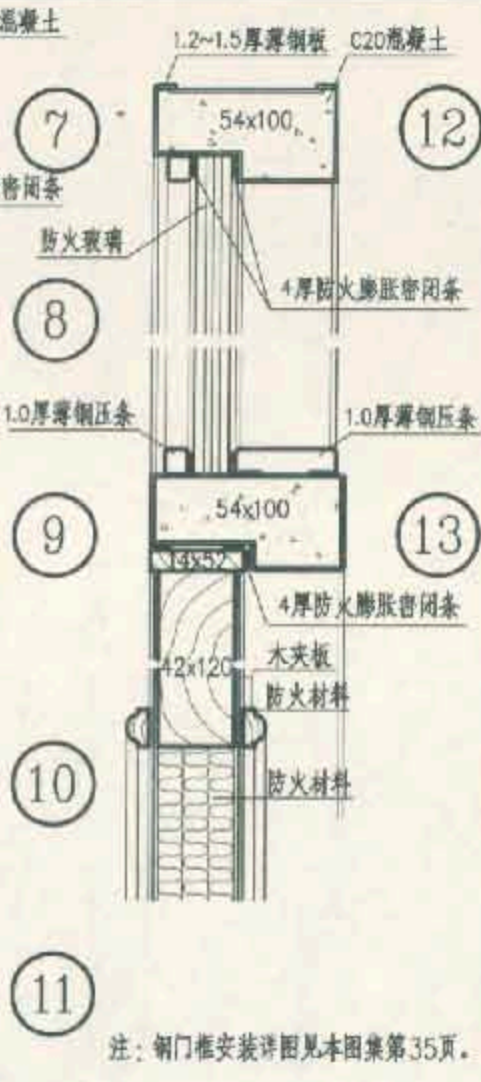 混凝土
1.2~1.5厚薄钢板
C20混凝土
7
54x100
12
密闭条
防火玻璃
4厚防火膨胀密闭条
8
1.0厚薄钢压条
1.0厚薄钢压条
9
54x100
13
14x52
4厚防火膨胀密闭条
木夹板
42x120
防火材料
10
防火材料
11
注：钢门框安装详图见本图集第35页。